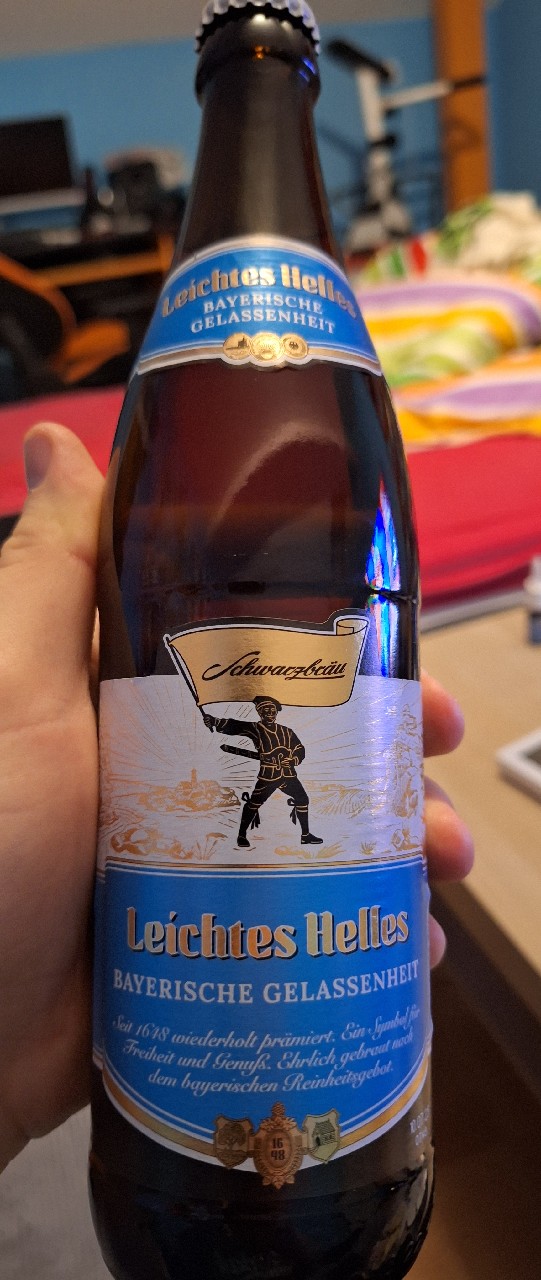 Leichtes Helles
BAYERISCHE
GELASSENHEIT
Schwarzbräu
Leichtes Helles
BAYERISCHE GELASSENHEIT
Seit 1648 wiederholt prämiert. Ein Symbol für
Freiheit und Genuß. Ehrlich gebraut nach
dem bayerischen Reinheitsgebot.
16
48